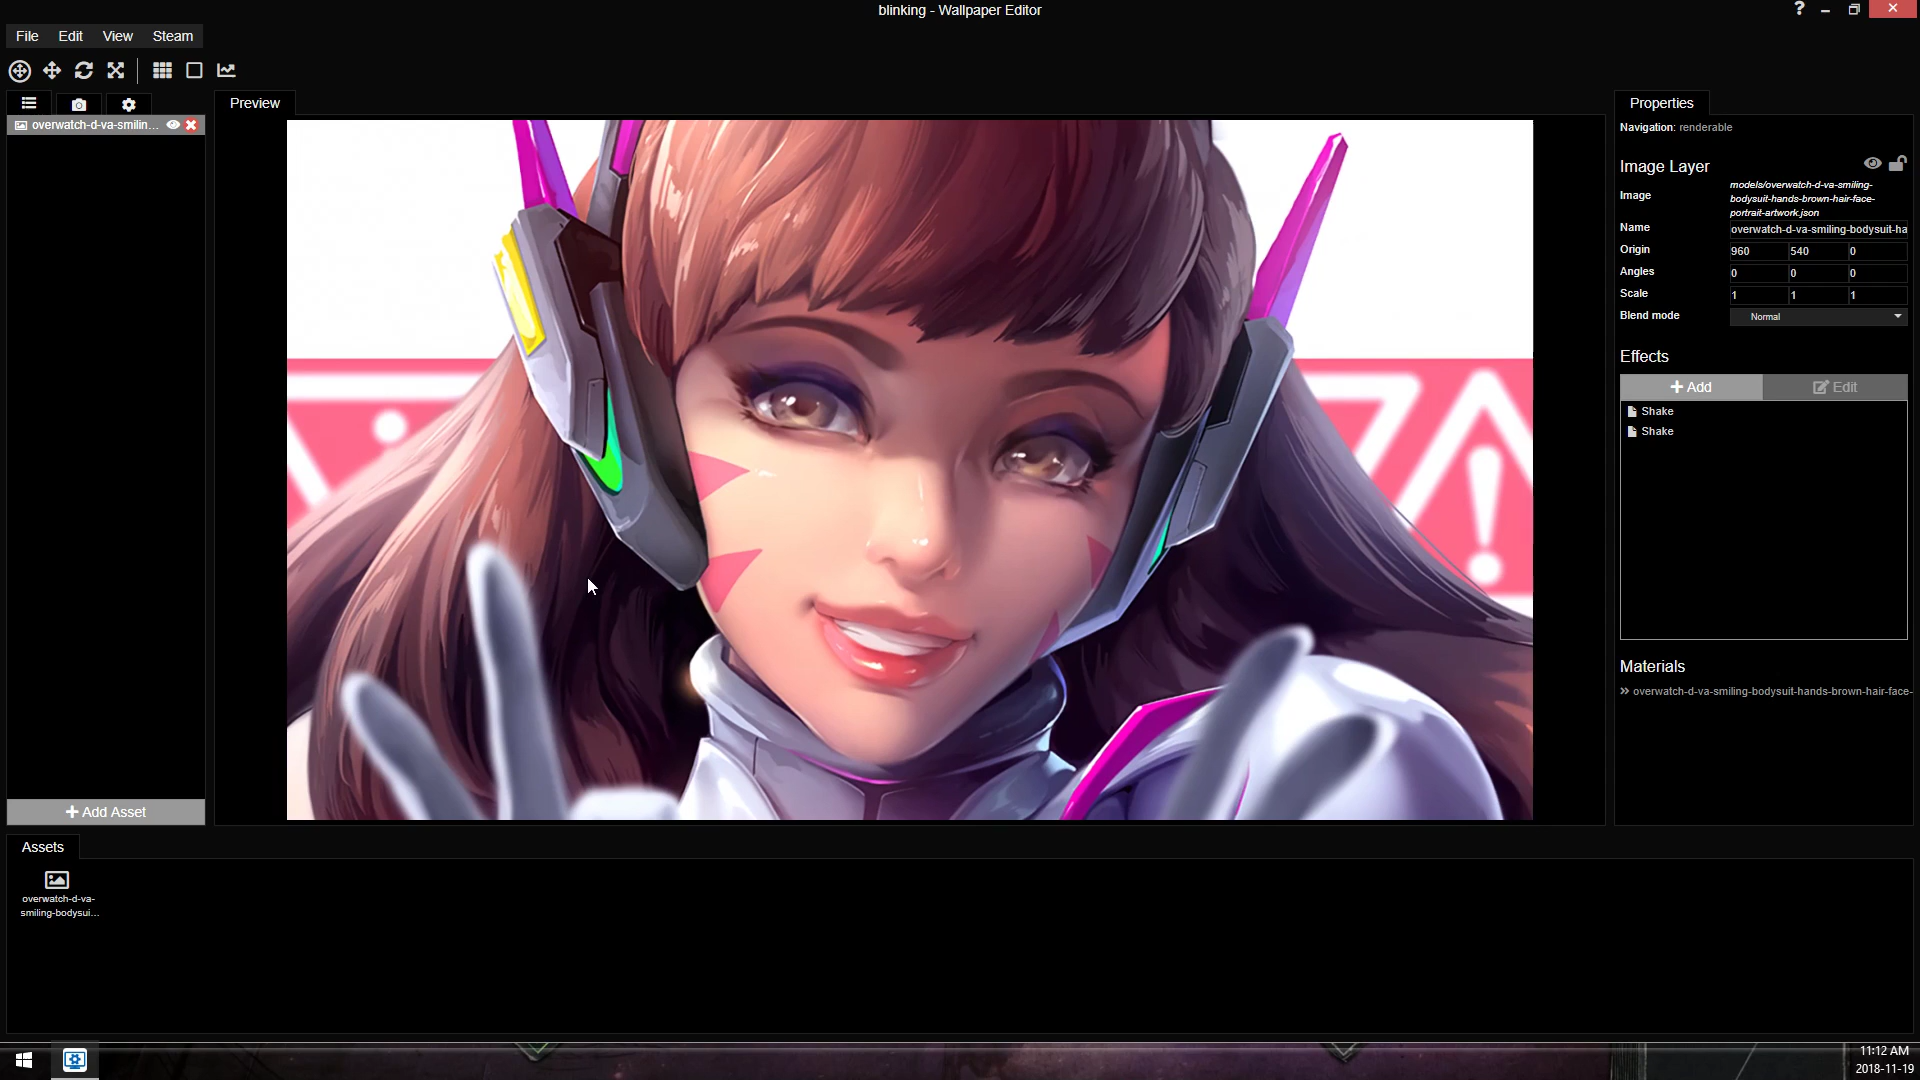 blinking - Wallpaper Editor
?
File Edit View Steam
Preview
Properties
overwatch-d-va-smilin...
Navigation: renderable
Image Layer
Image
models/overwatch-d-va-smiling-
bodysuit-hands-brown-hair-face-
portrait-artwork.json
Name overwatch-d-va-smiling-bodysuit-ha
Origin 960 540 0
Angles 0 0 0
Scale 1 1 1
Blend mode Normal
Effects
+ Add Edit
Shake
Shake
Materials
» overwatch-d-va-smiling-bodysuit-hands-brown-hair-face-
+ Add Asset
Assets
overwatch-d-va-
smiling-bodysui...
11:12 AM
2018-11-19